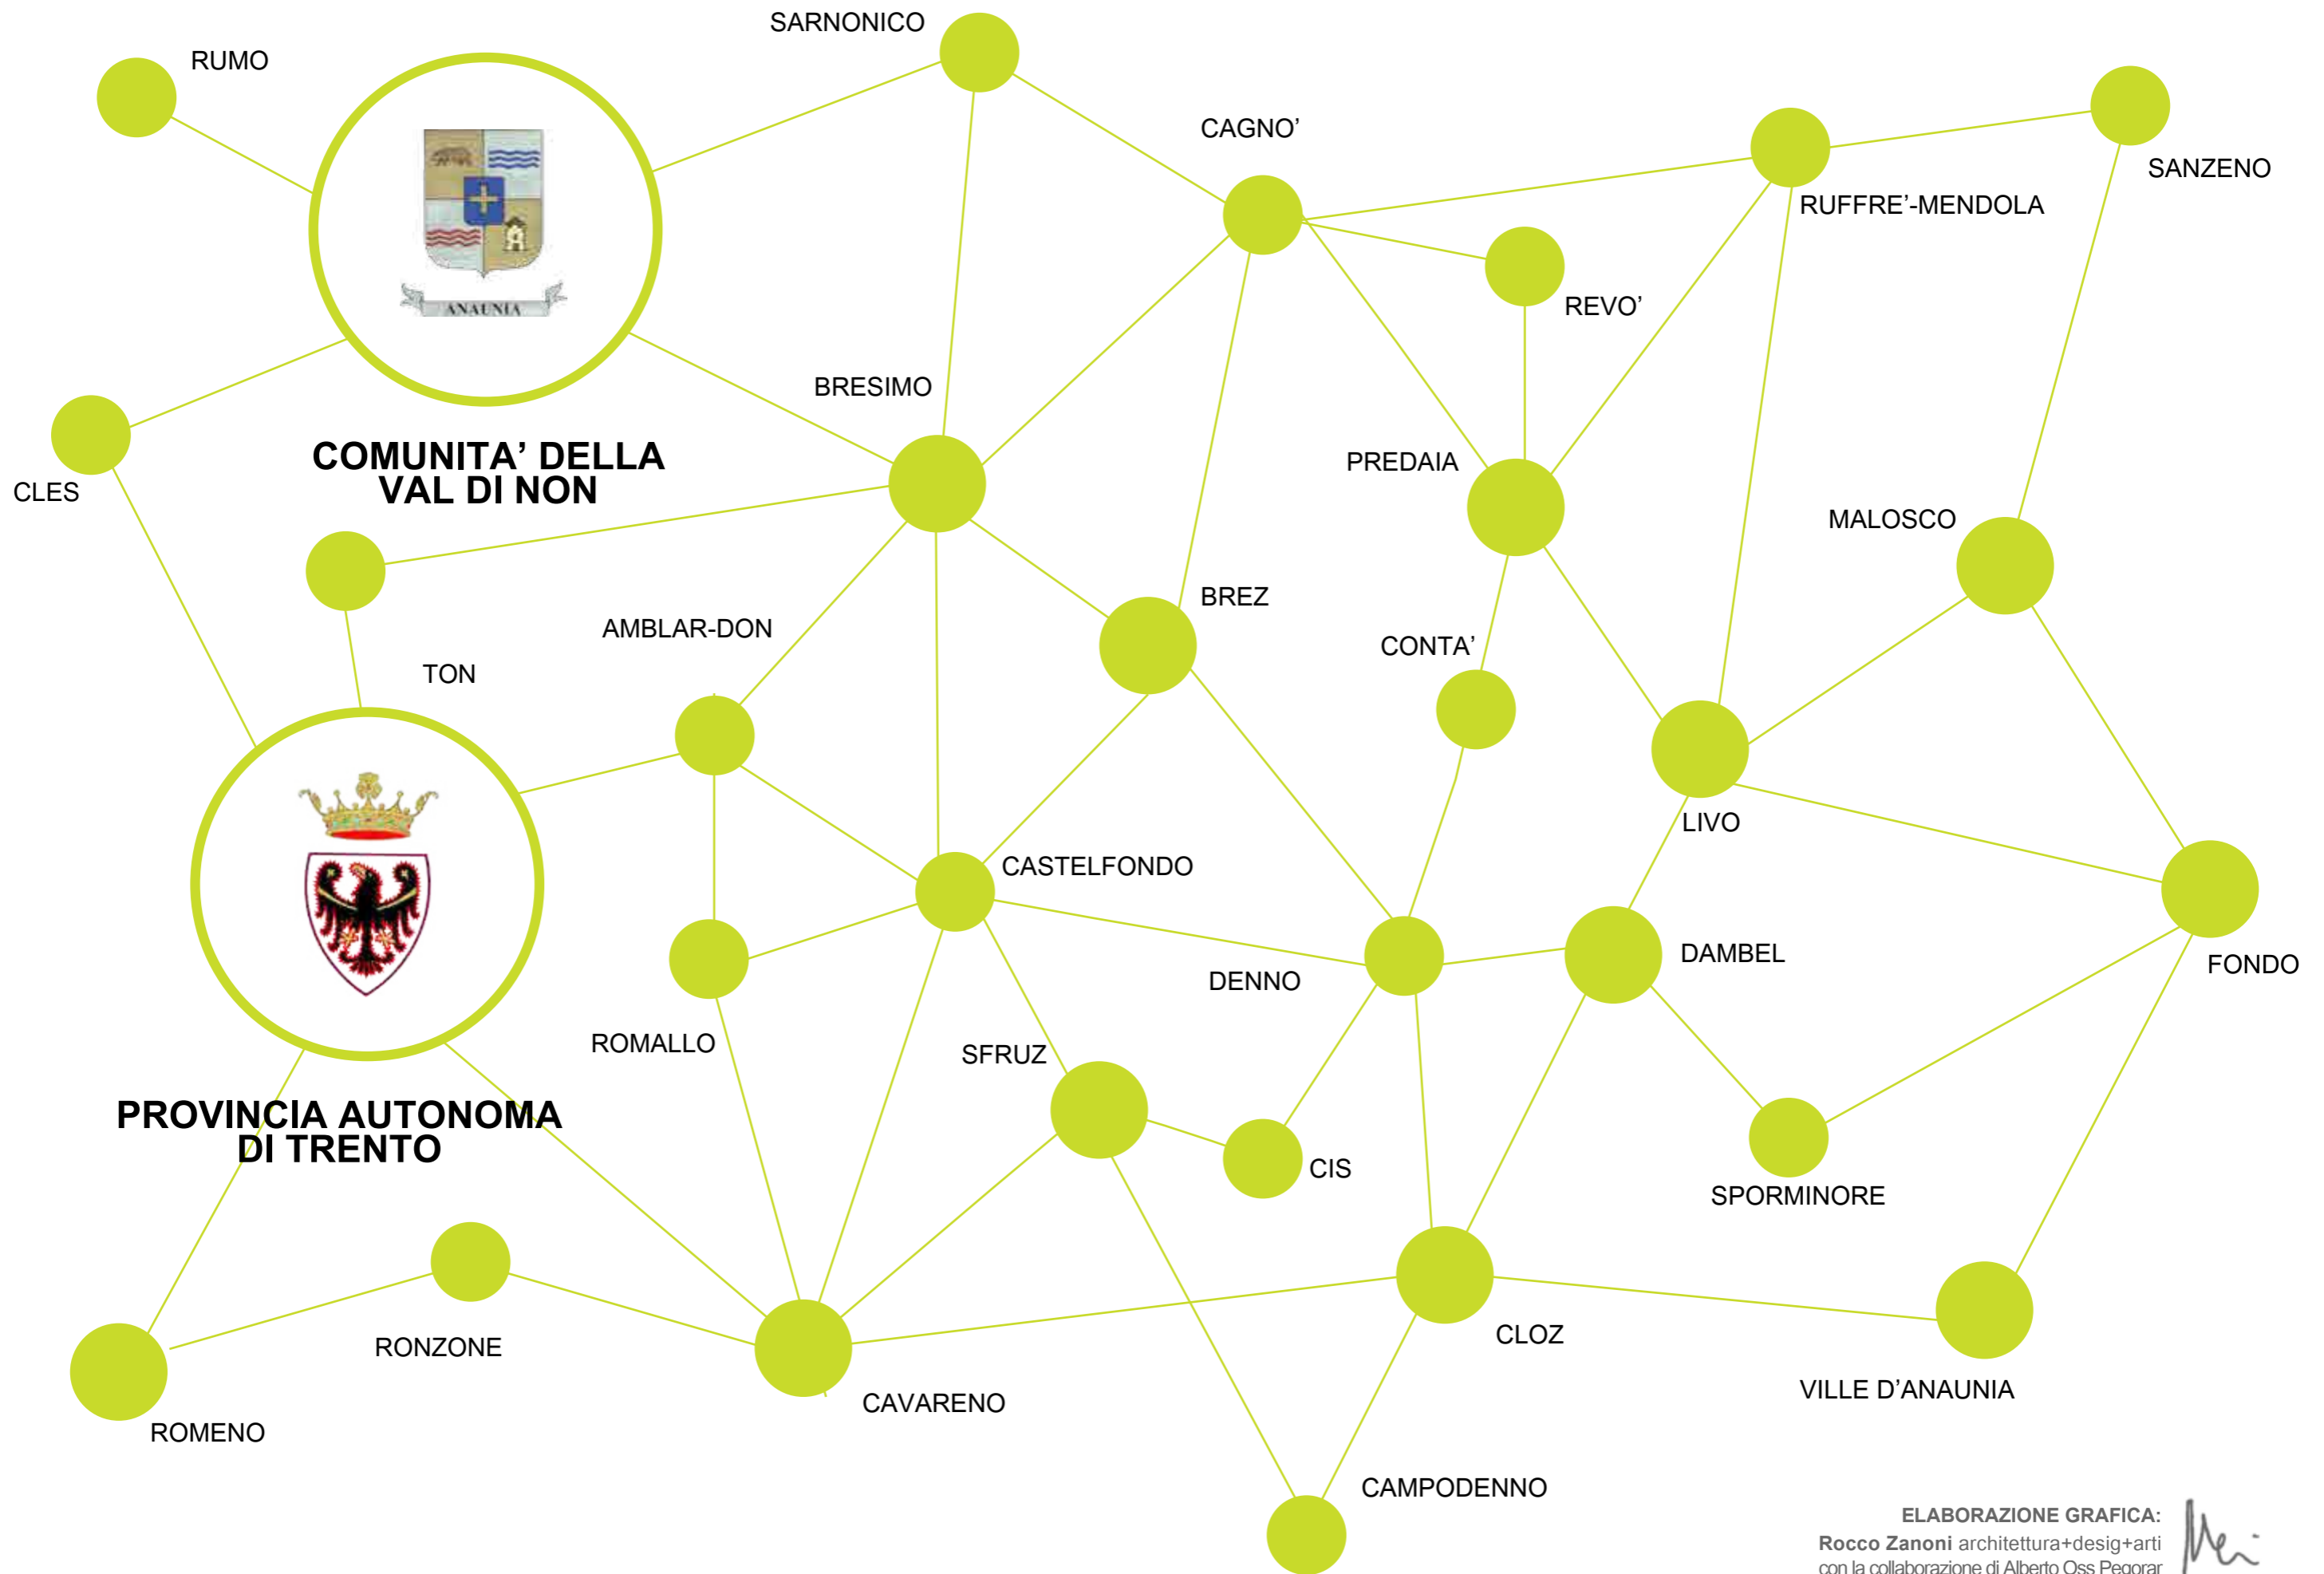 SARNONICO
RUMO
CAGNO’
SANZENO
RUFFRE’-MENDOLA
ANAUNIA
REVO’
BRESIMO
COMUNITA’ DELLA
VAL DI NON
PREDAIA
CLES
MALOSCO
BREZ
AMBLAR-DON
CONTA’
TON
LIVO
CASTELFONDO
DAMBEL
FONDO
DENNO
ROMALLO
SFRUZ
PROVINCIA AUTONOMA
DI TRENTO
CIS
SPORMINORE
CLOZ
RONZONE
VILLE D’ANAUNIA
CAVARENO
ROMENO
CAMPODENNO
ELABORAZIONE GRAFICA:
Rocco Zanoni architettura+desig+arti
con la collaborazione di Alberto Oss Pegorar